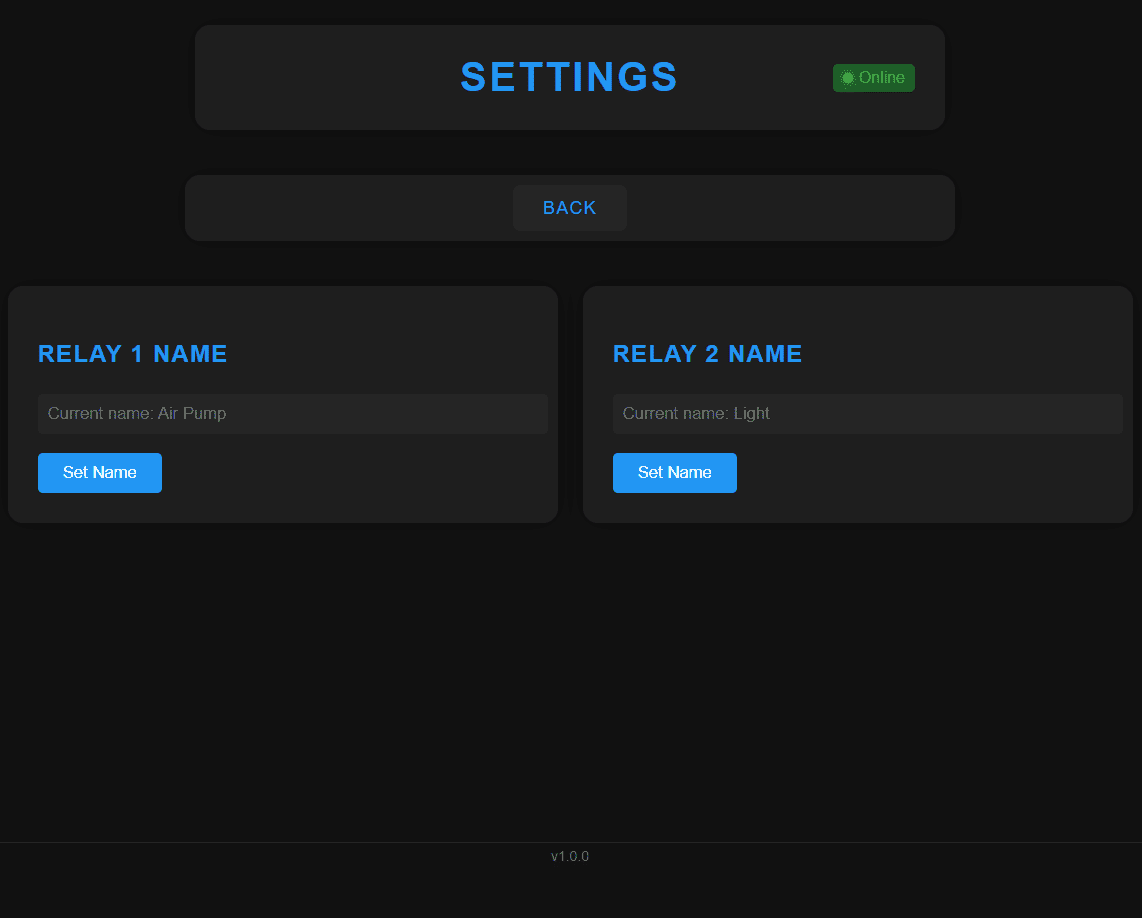 SETTINGS
Online
BACK
RELAY 1 NAME
Current name: Air Pump
Set Name
RELAY 2 NAME
Current name: Light
Set Name
v1.0.0